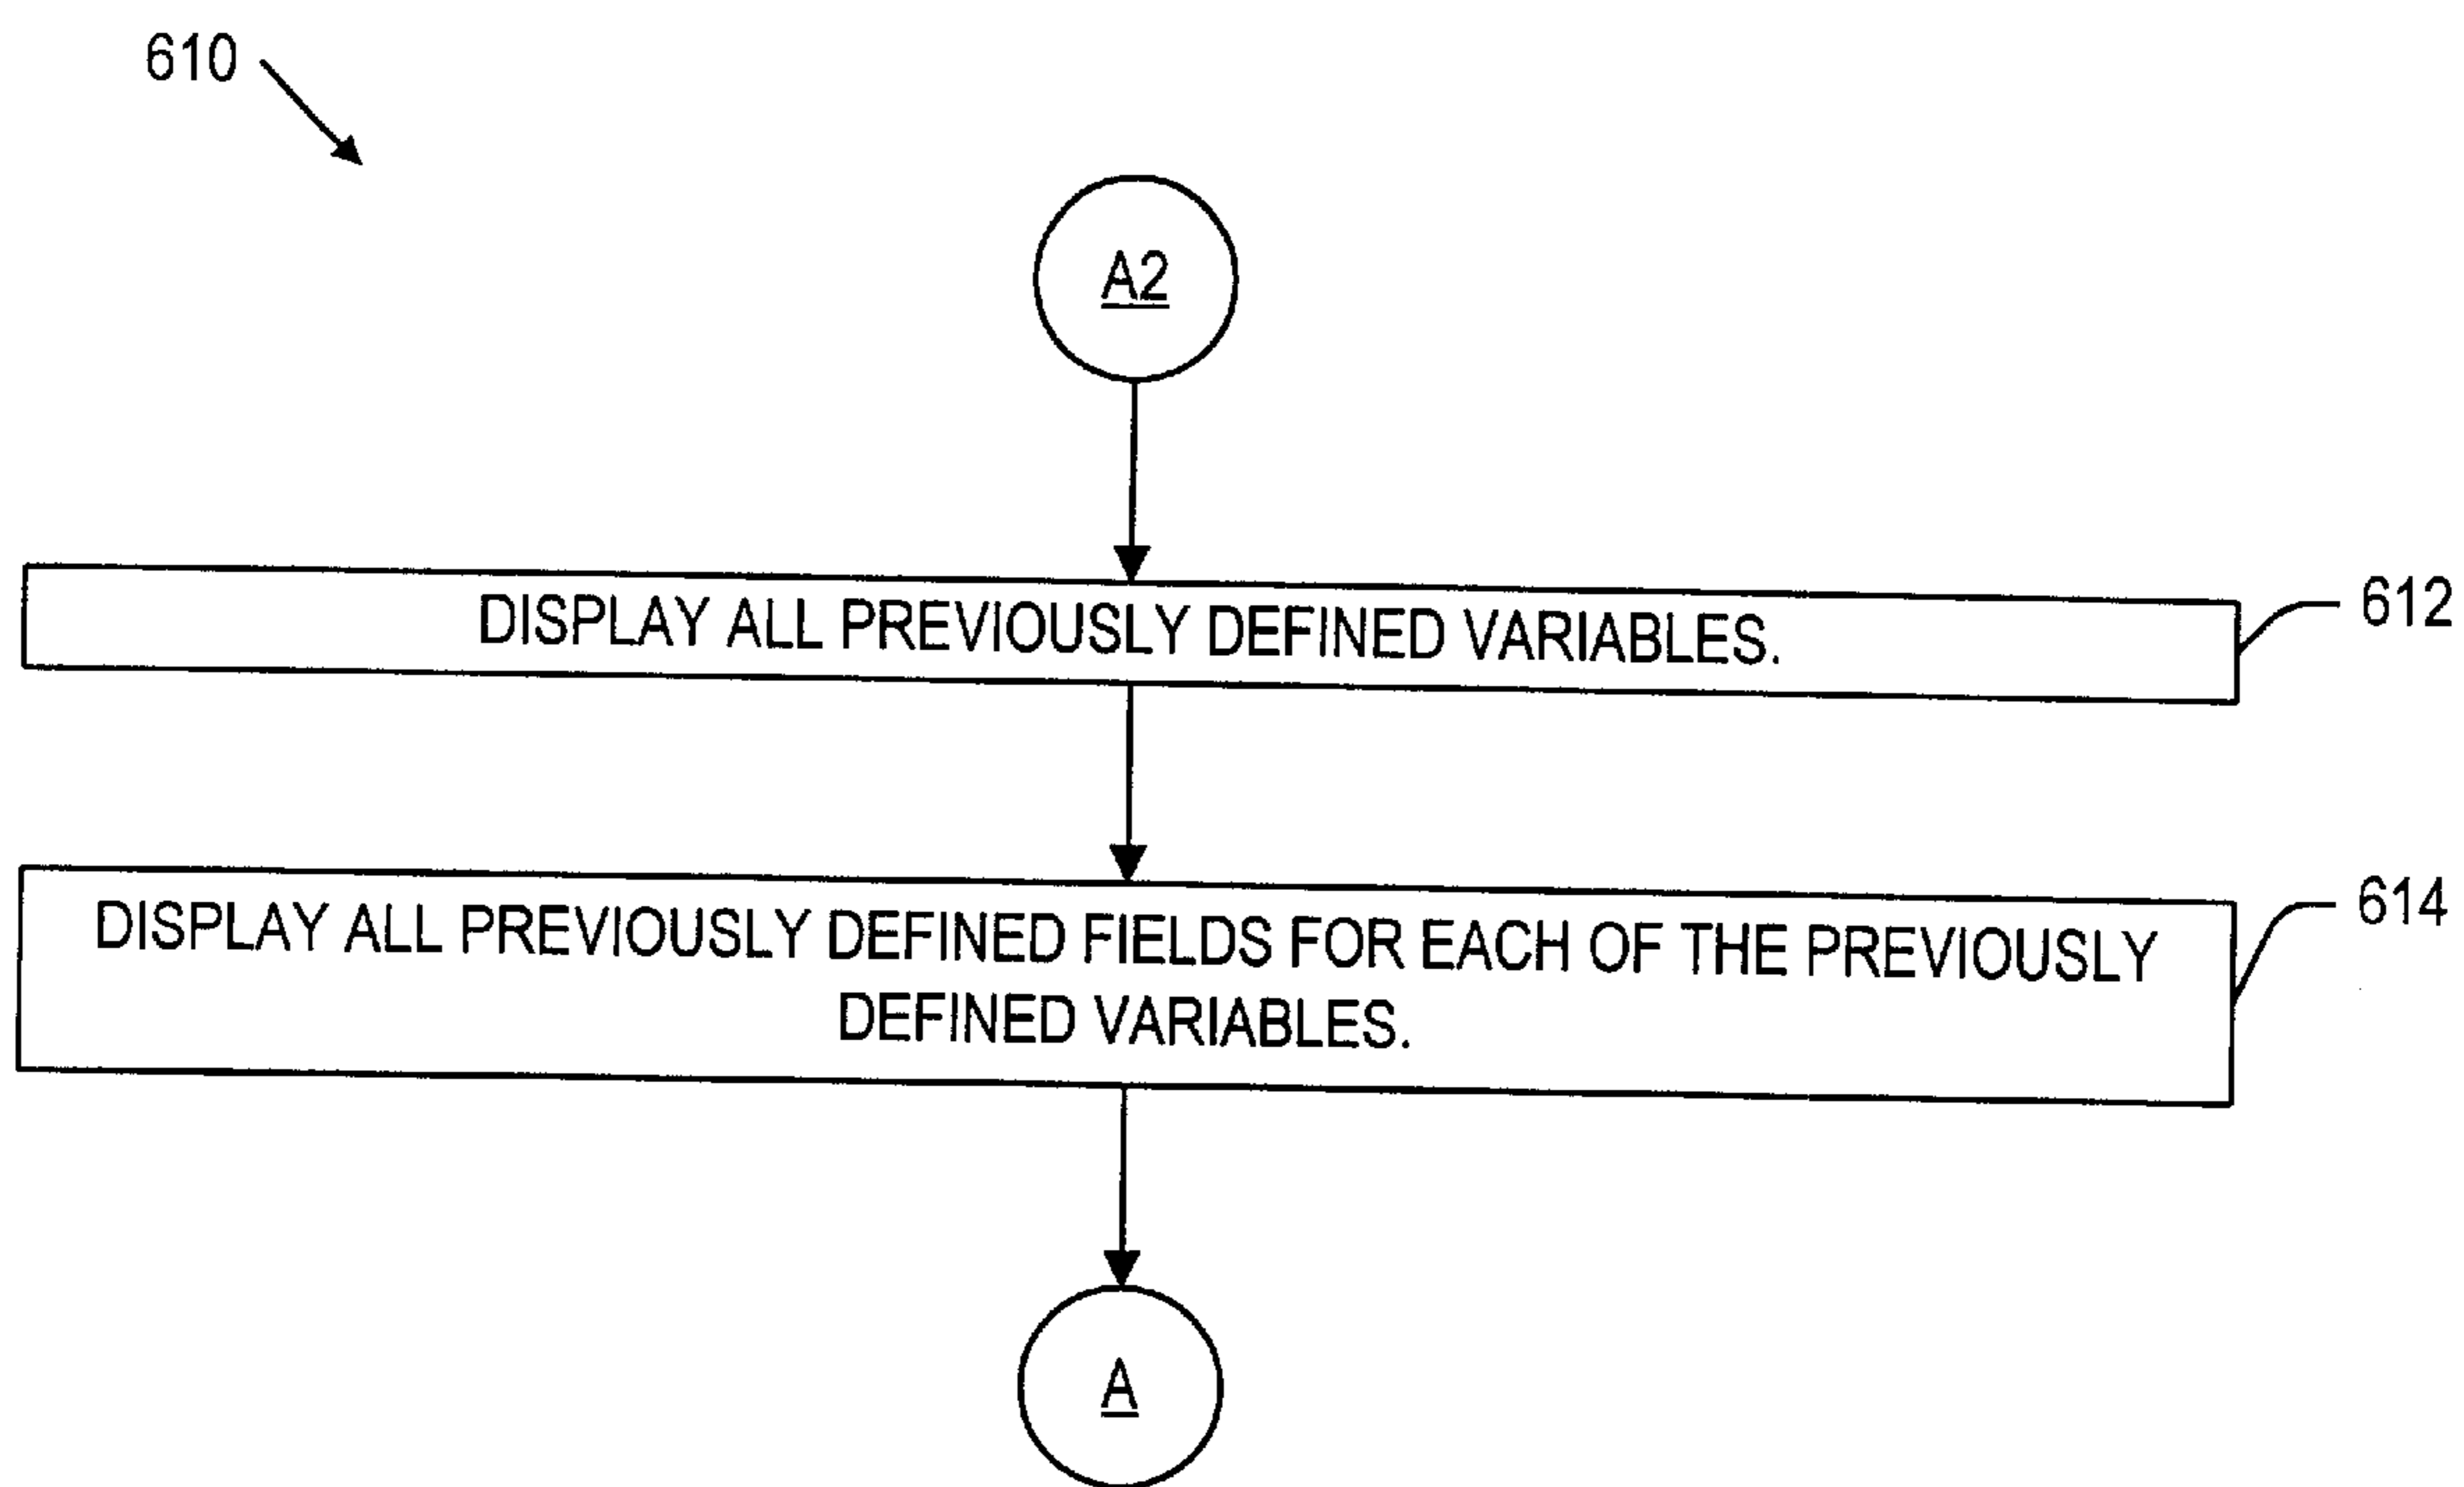 610
A2
DISPLAY ALL PREVIOUSLY DEFINED VARIABLES.
612
DISPLAY ALL PREVIOUSLY DEFINED FIELDS FOR EACH OF THE PREVIOUSLY
DEFINED VARIABLES.
614
A